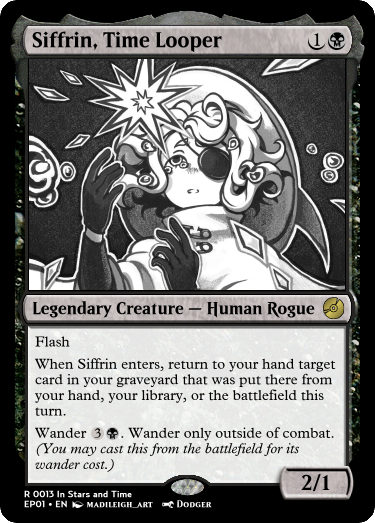 Siffrin, Time Looper 1
Legendary Creature — Human Rogue
Flash
When Siffrin enters, return to your hand target
card in your graveyard that was put there from
your hand, your library, or the battlefield this
turn.
Wander 3. Wander only outside of combat.
(You may cast this from the battlefield for its
wander cost.)
2/1
R 0013 In Stars and Time
EP01 • EN MADILEIGH_ART DODGER